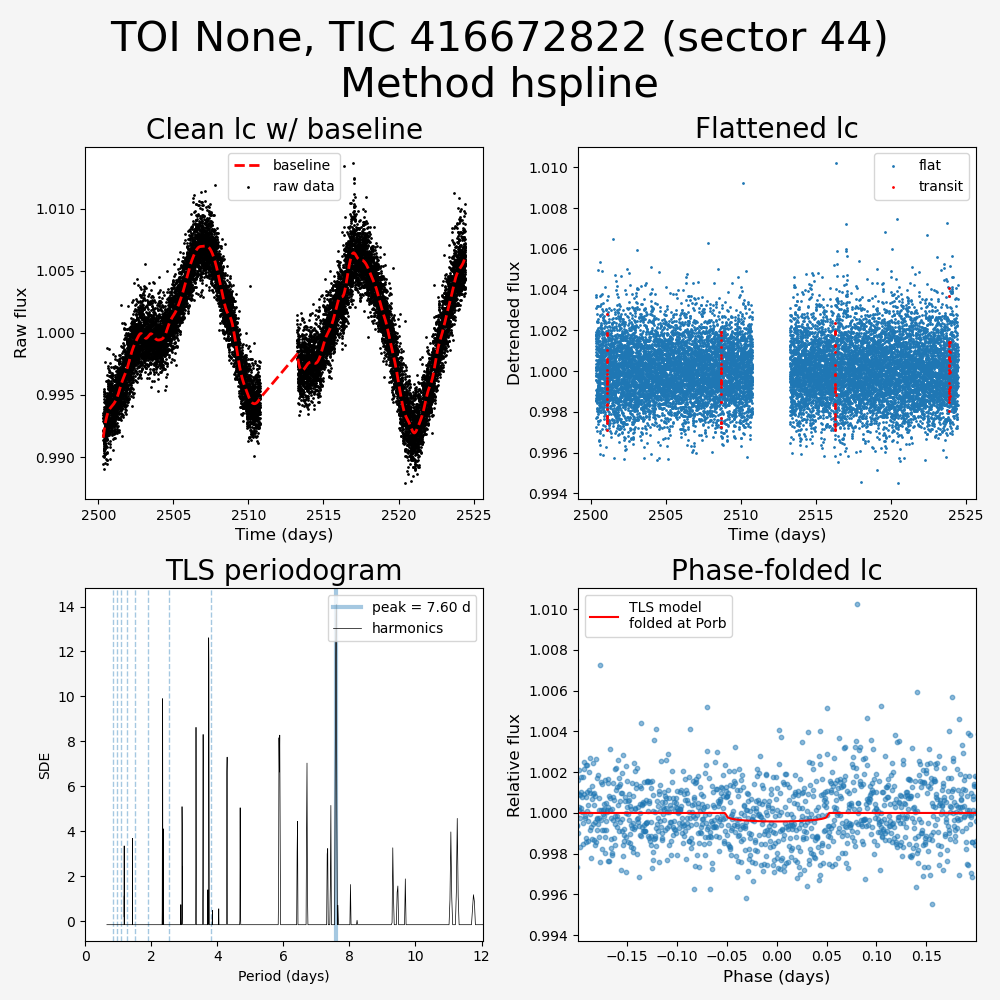 TOI None, TIC 416672822 (sector 44)
Method hspline
Clean lc w/ baseline
baseline
raw data
1.010
1.005
1.000
0.995
0.990
Raw flux
2500 2505 2510 2515 2520 2525
Time (days)
Flattened lc
flat
transit
1.010
1.008
1.006
1.004
1.002
1.000
0.998
0.996
0.994
Detrended flux
2500 2505 2510 2515 2520 2525
Time (days)
TLS periodogram
peak = 7.60 d
harmonics
14
12
10
8
6
4
2
0
SDE
0 2 4 6 8 10 12
Period (days)
Phase-folded lc
TLS model
folded at Porb
1.010
1.008
1.006
1.004
1.002
1.000
0.998
0.996
0.994
Relative flux
−0.15 −0.10 −0.05 0.00 0.05 0.10 0.15
Phase (days)